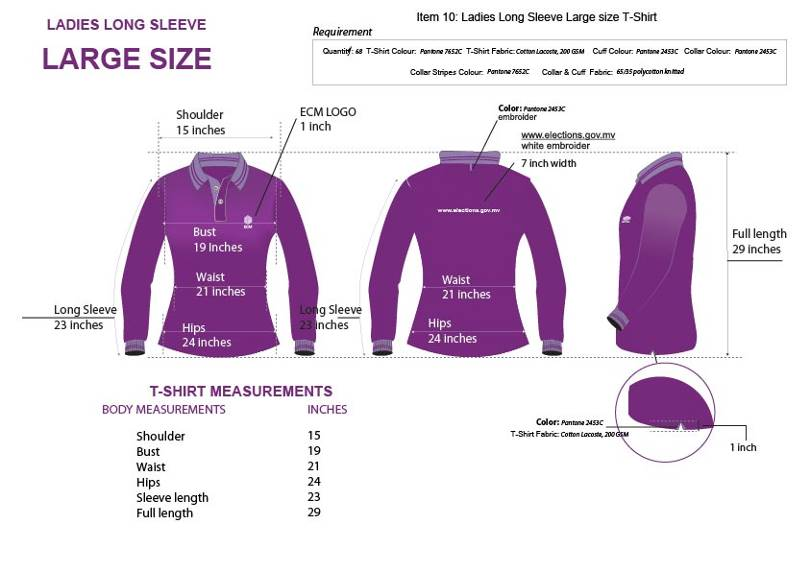 LADIES LONG SLEEVE
LARGE SIZE
Item 10: Ladies Long Sleeve Large size T-Shirt
Requirement
Quantity: 68 T-Shirt Colour: Pantone 7652C T-Shirt Fabric: Cotton Lacoste, 200 GSM Cuff Colour: Pantone 2453C Collar Colour: Pantone 2453C
Collar Stripes Colour: Pantone 7652C Collar & Cuff Fabric: 65/35 polycotton knitted
Shoulder
15 inches
ECM LOGO
1 inch
Color: Pantone 2453C
embroider
www.elections.gov.mv
white embroider
7 inch width
ECM
www.elections.gov.mv
Bust
19 Inches
Waist
21 inches
Hips
24 inches
Long Sleeve
23 inches
Long Sleeve
23 inches
Waist
21 inches
Hips
24 inches
Full length
29 inches
T-SHIRT MEASUREMENTS
BODY MEASUREMENTS INCHES
Shoulder 15
Bust 19
Waist 21
Hips 24
Sleeve length 23
Full length 29
Color: Pantone 2453C
T-Shirt Fabric: Cotton Lacoste, 200 GSM
1 inch